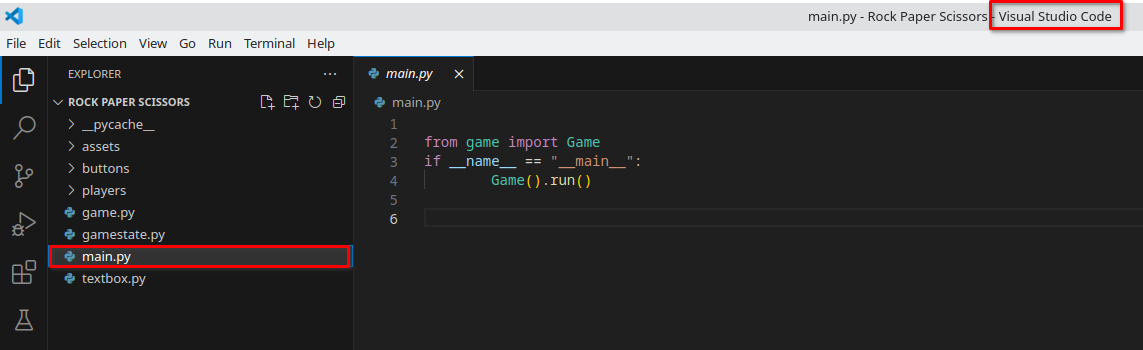 main.py - Rock Paper Scissors - Visual Studio Code
File Edit Selection View Go Run Terminal Help
EXPLORER ···
ROCK PAPER SCISSORS
__pycache__
assets
buttons
players
game.py
gamestate.py
main.py
textbox.py
main.py
main.py
1
2 from game import Game
3 if __name__ == "__main__":
4 Game().run()
5
6